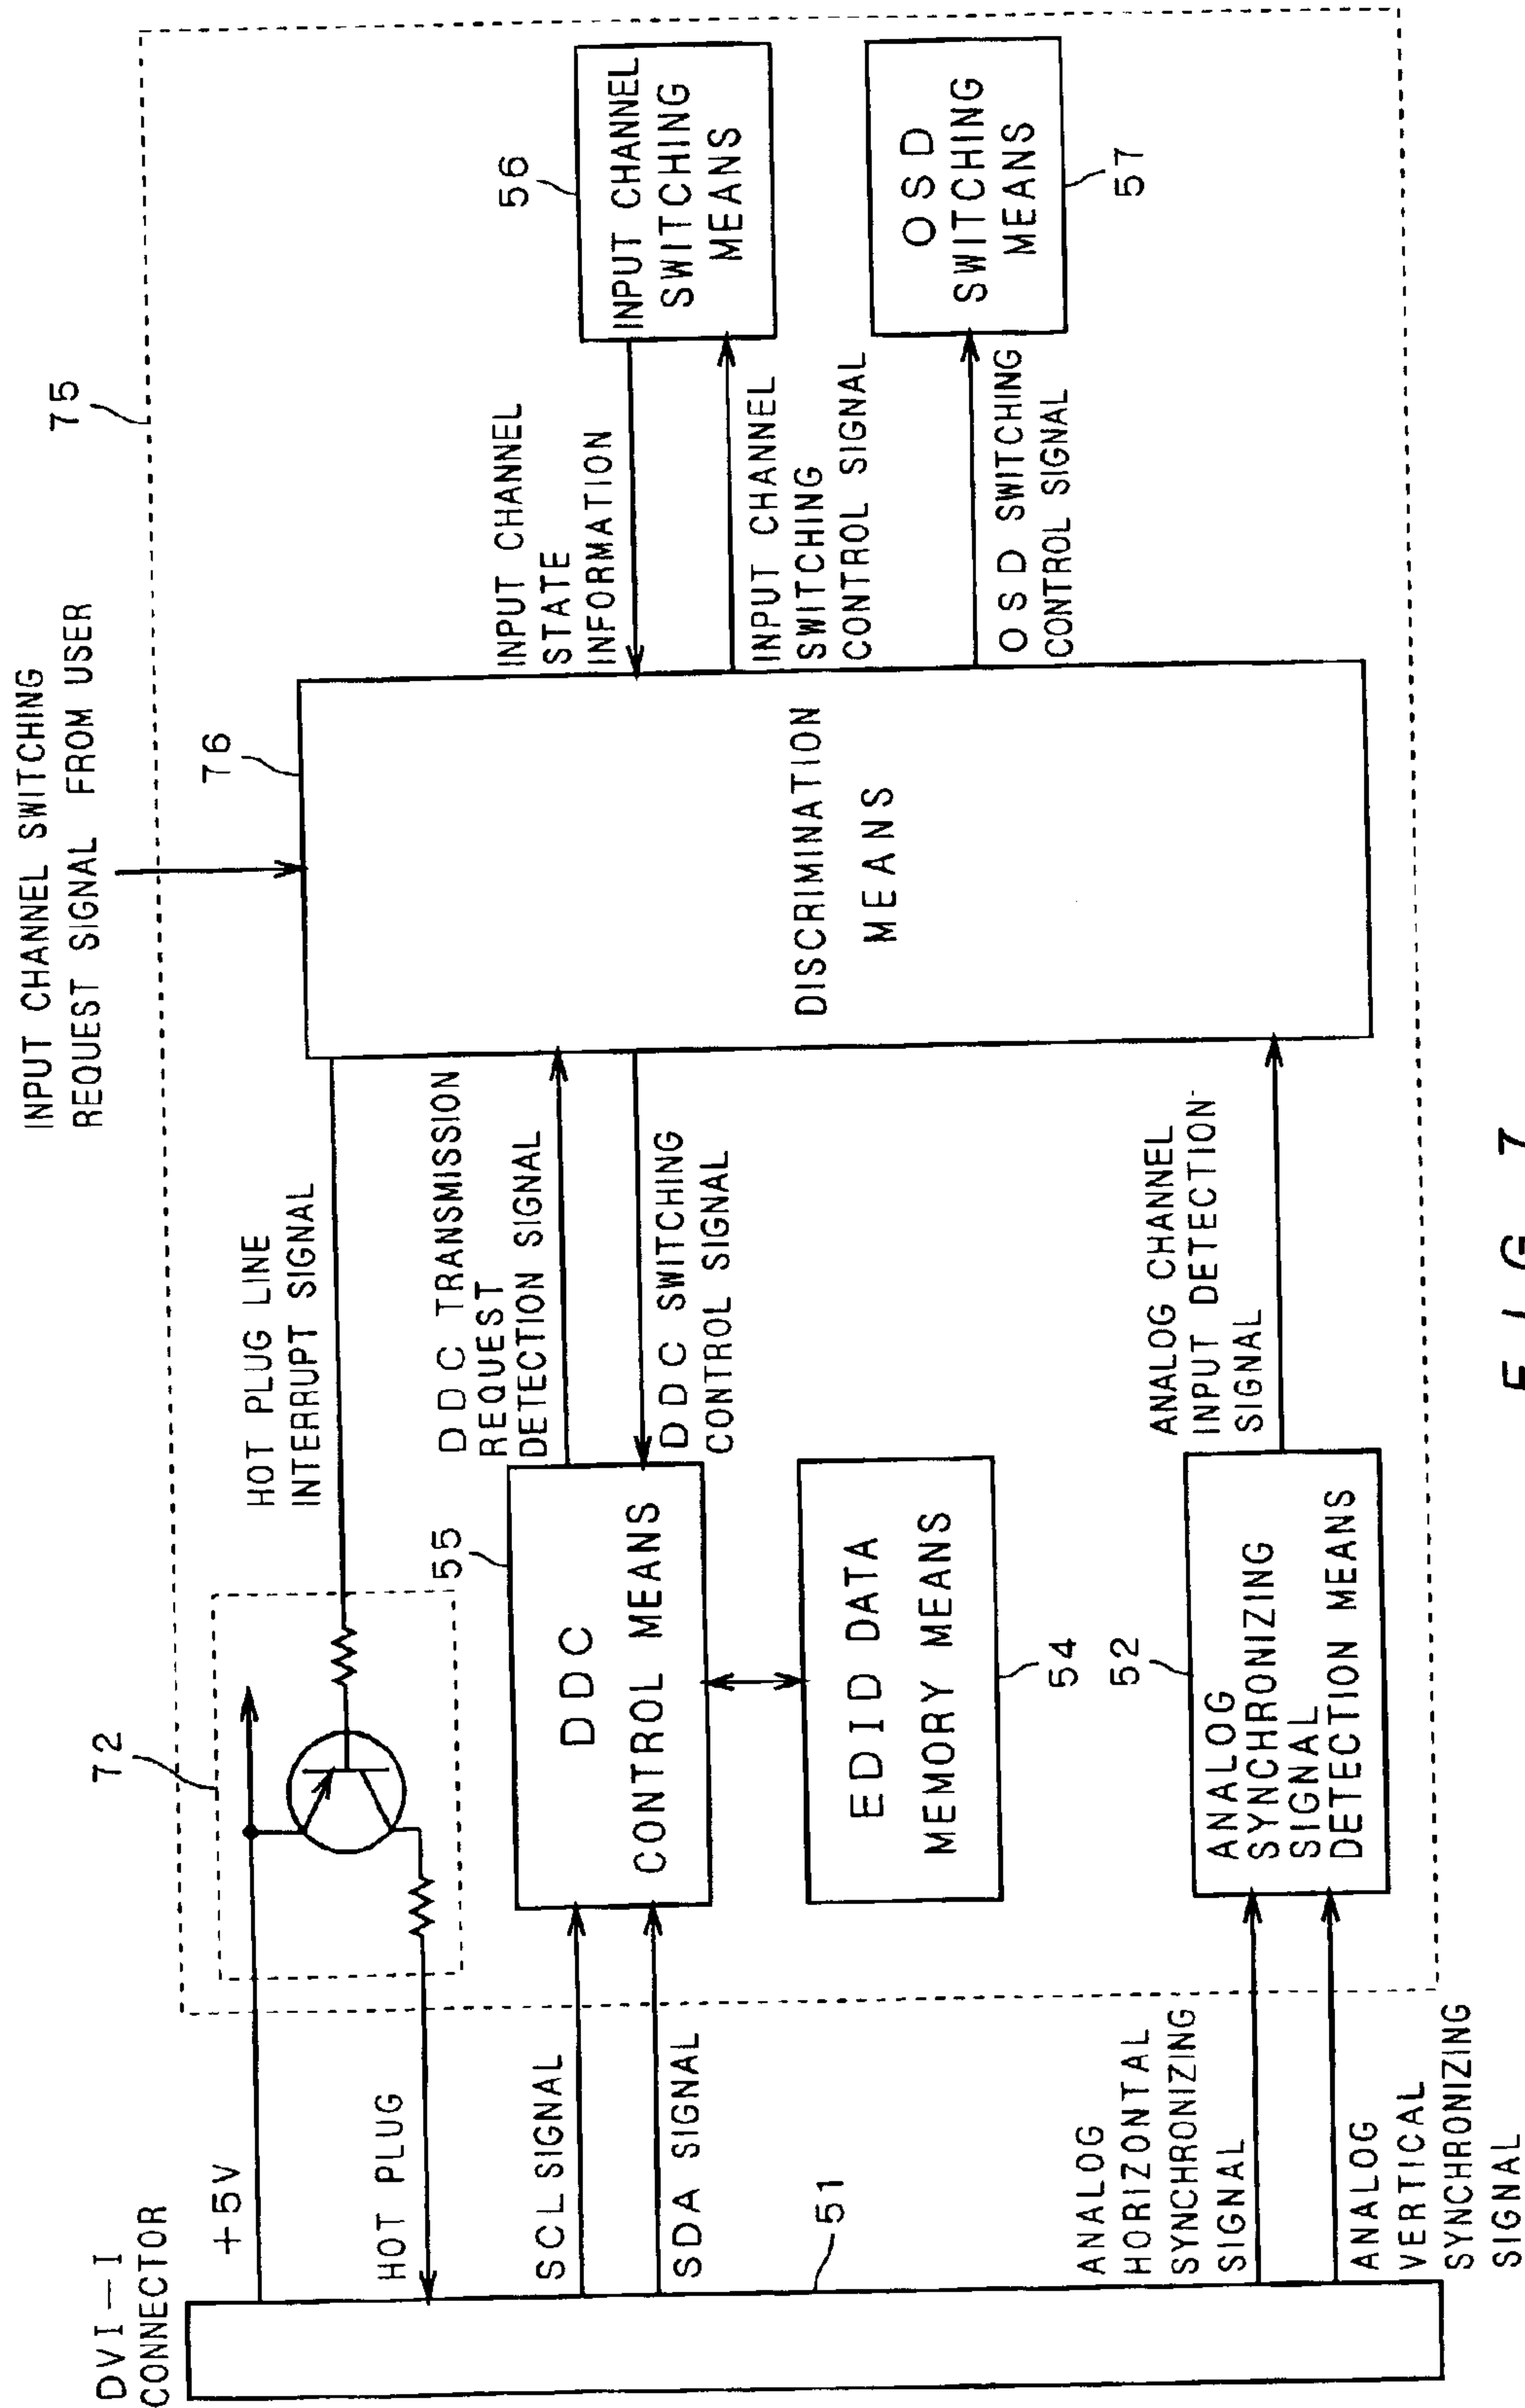 INPUT CHANNEL SWITCHING
REQUEST SIGNAL FROM USER
75
DVI-I
CONNECTOR
+5V
HOT PLUG
72
HOT PLUG LINE
INTERRUPT SIGNAL
76
SCL SIGNAL
SDA SIGNAL
51
55
DDC
CONTROL MEANS
DDC TRANSMISSION
REQUEST
DETECTION SIGNAL
DDC SWITCHING
CONTROL SIGNAL
EDID DATA
MEMORY MEANS
54
DISCRIMINATION
MEANS
INPUT CHANNEL
STATE
INFORMATION
INPUT CHANNEL
SWITCHING
CONTROL SIGNAL
56
INPUT CHANNEL
SWITCHING
MEANS
OSD SWITCHING
CONTROL SIGNAL
OSD
SWITCHING
MEANS
57
ANALOG
HORIZONTAL
SYNCHRONIZING
SIGNAL
ANALOG
VERTICAL
SYNCHRONIZING
SIGNAL
52
ANALOG
SYNCHRONIZING
SIGNAL
DETECTION MEANS
ANALOG CHANNEL
INPUT DETECTION
SIGNAL
FIG 7